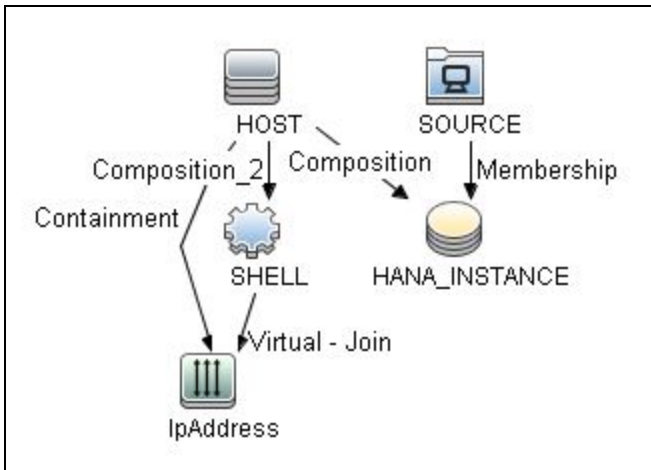 HOST
SOURCE
Composition_2
Composition
Membership
Containment
SHELL
HANA_INSTANCE
Virtual - Join
IpAddress